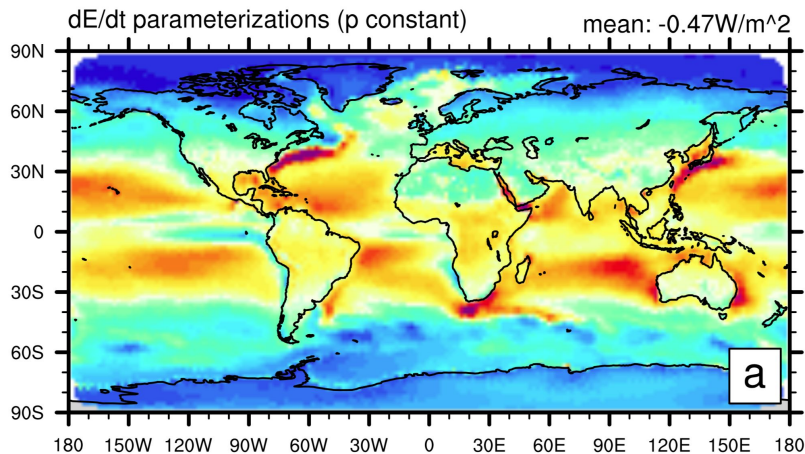 dE/dt parameterizations (p constant)
mean: -0.47W/m^2
90N
60N
30N
0
30S
60S
90S
a
180 150W 120W 90W 60W 30W 0 30E 60E 90E 120E 150E 180